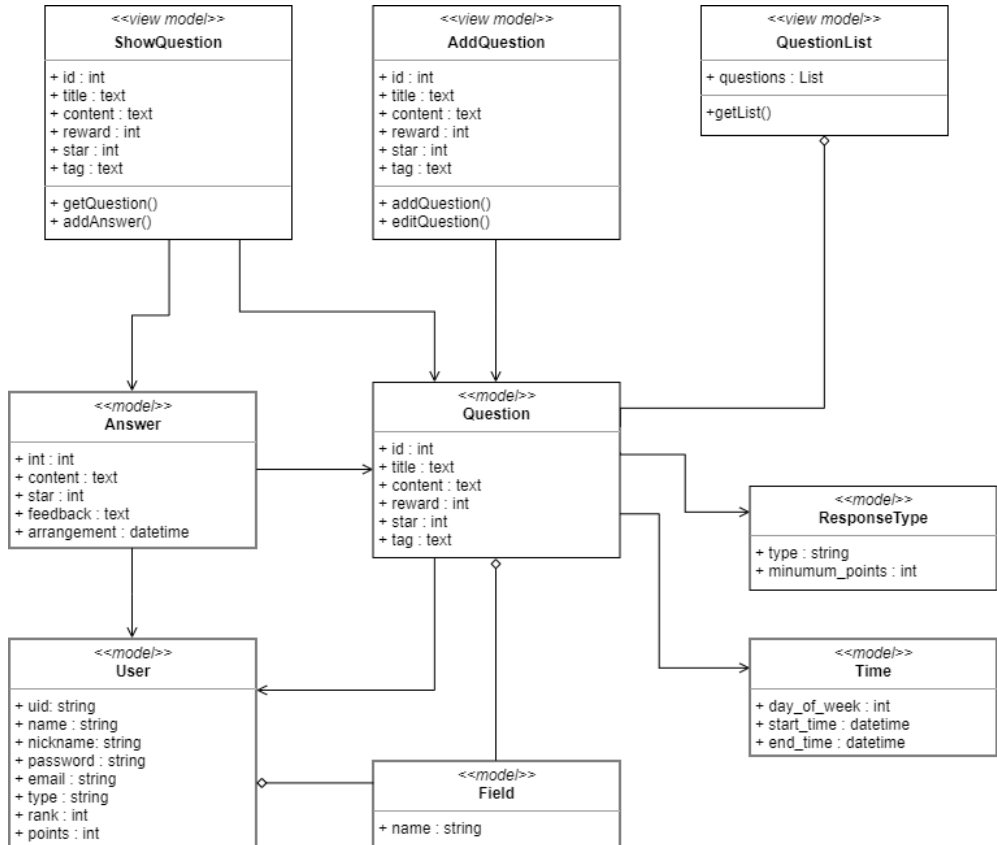 <<view model>>
ShowQuestion
+ id : int
+ title : text
+ content : text
+ reward : int
+ star : int
+ tag : text
+ getQuestion()
+ addAnswer()
<<view model>>
AddQuestion
+ id : int
+ title : text
+ content : text
+ reward : int
+ star : int
+ tag : text
+ addQuestion()
+ editQuestion()
<<view model>>
QuestionList
+ questions : List
+getList()
<<model>>
Answer
+ int : int
+ content : text
+ star : int
+ feedback : text
+ arrangement : datetime
<<model>>
Question
+ id : int
+ title : text
+ content : text
+ reward : int
+ star : int
+ tag : text
<<model>>
ResponseType
+ type : string
+ minumum_points : int
<<model>>
User
+ uid: string
+ name : string
+ nickname: string
+ password : string
+ email : string
+ type : string
+ rank : int
+ points : int
<<model>>
Field
+ name : string
<<model>>
Time
+ day_of_week : int
+ start_time : datetime
+ end_time : datetime